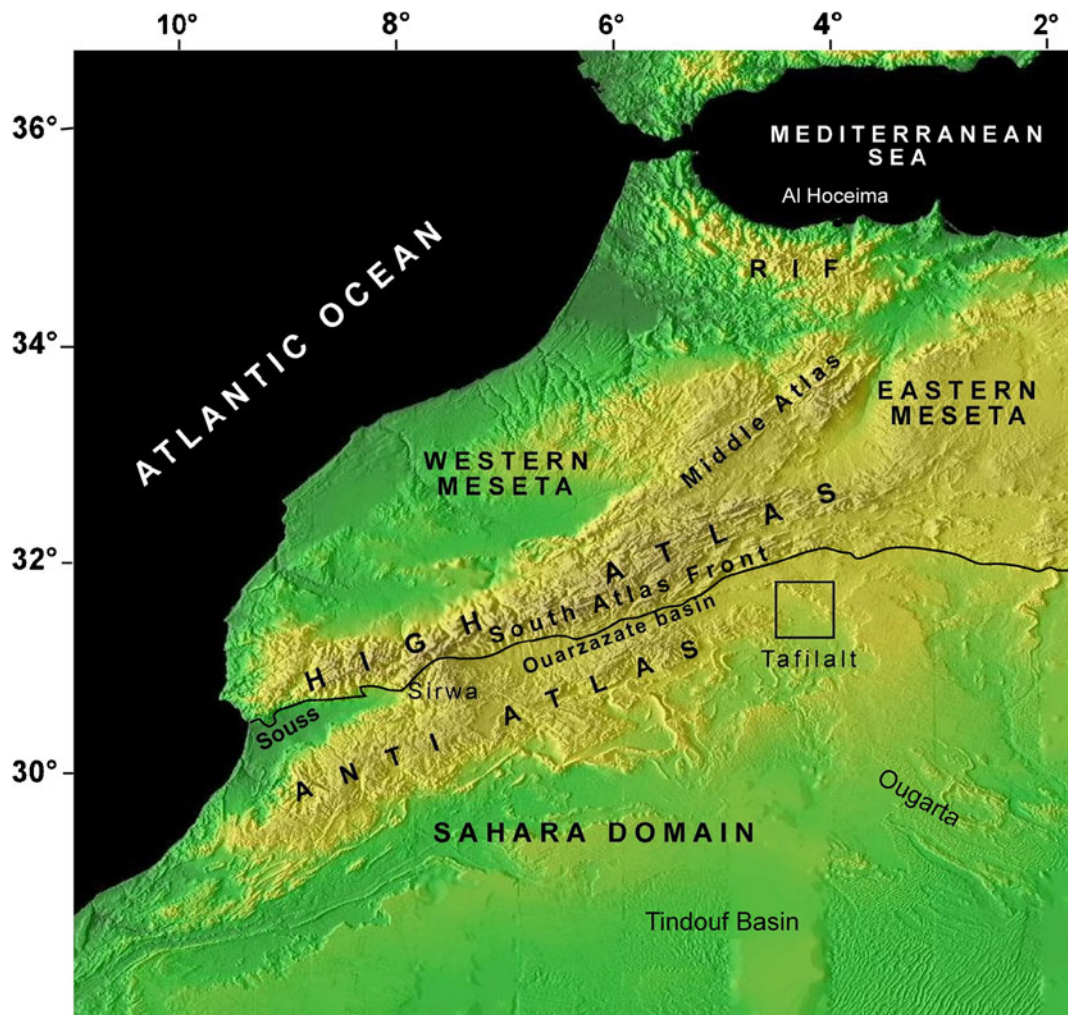 10° 8° 6° 4° 2°
36°
MEDITERRANEAN
SEA
Al Hoceima
RIF
ATLANTIC OCEAN
34°
Middle Atlas
EASTERN
MESETA
WESTERN
MESETA
32°
HIGH ATLAS
South Atlas Front
Ouarzazate basin
Tafilalt
Sirwa
Souss
ANTI ATLAS
30°
Ougarta
SAHARA DOMAIN
Tindouf Basin